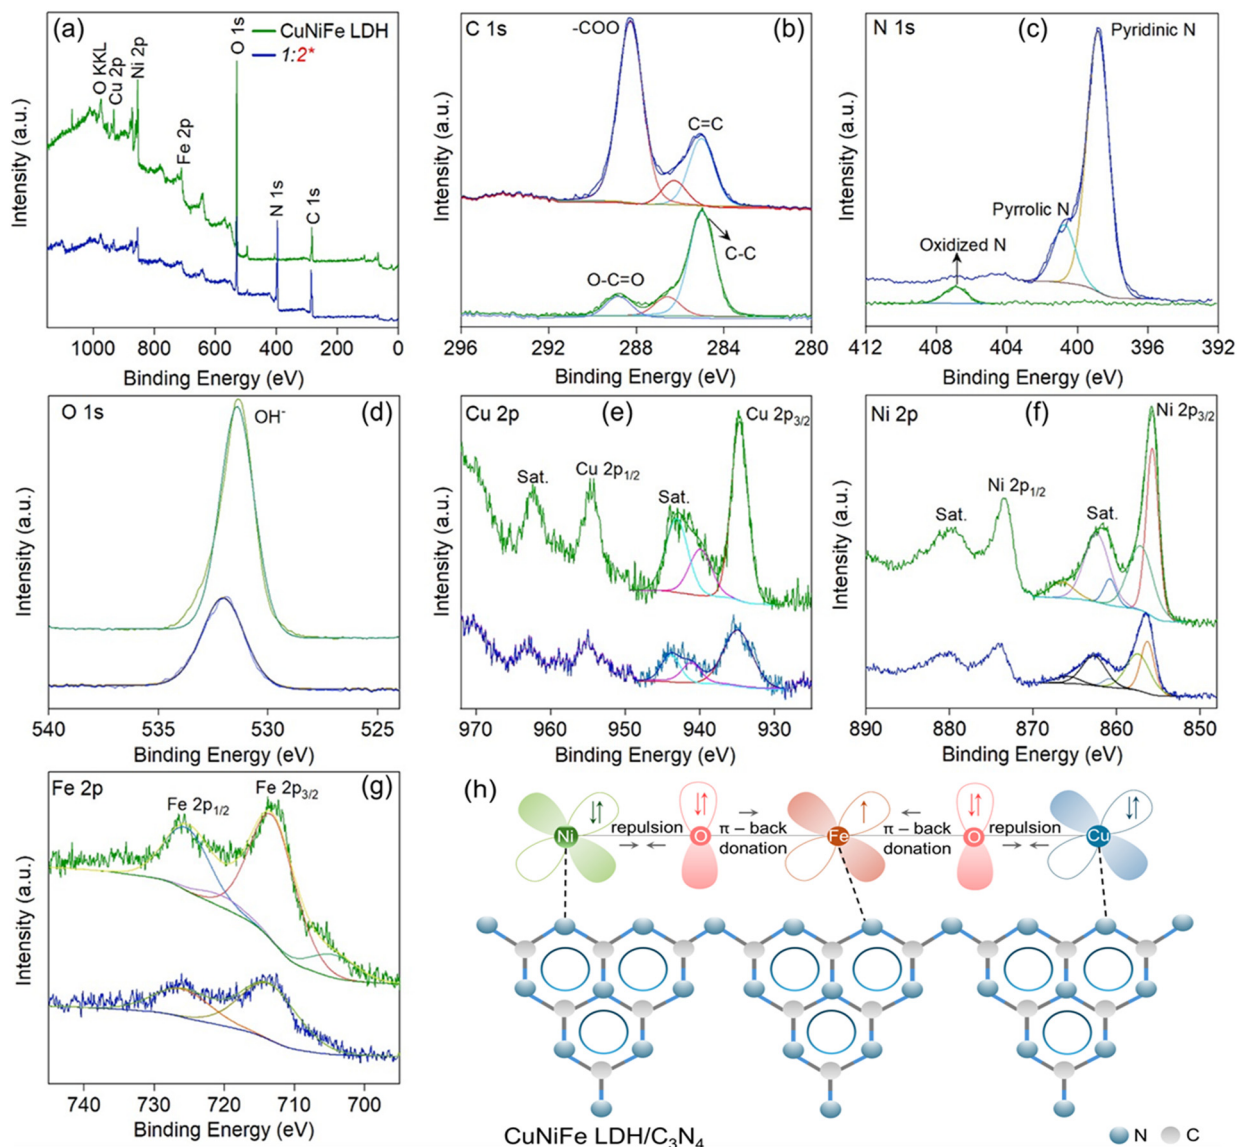 (a)
CuNiFe LDH
1:2*
O KKL
Cu 2p
Ni 2p
Fe 2p
O 1s
N 1s
C 1s
Intensity (a.u.)
1000 800 600 400 200 0
Binding Energy (eV)
C 1s
-COO
(b)
C=C
C-C
O-C=O
Intensity (a.u.)
296 292 288 284 280
Binding Energy (eV)
N 1s
(c)
Pyridinic N
Pyrrolic N
Oxidized N
Intensity (a.u.)
412 408 404 400 396 392
Binding Energy (eV)
O 1s
(d)
OH-
Intensity (a.u.)
540 535 530 525
Binding Energy (eV)
Cu 2p
(e)
Cu 2p3/2
Sat.
Cu 2p1/2
Sat.
Intensity (a.u.)
970 960 950 940 930
Binding Energy (eV)
Ni 2p
(f)
Ni 2p3/2
Ni 2p1/2
Sat.
Sat.
Intensity (a.u.)
890 880 870 860 850
Binding Energy (eV)
Fe 2p
(g)
Fe 2p1/2
Fe 2p3/2
Intensity (a.u.)
740 730 720 710 700
Binding Energy (eV)
(h)
Ni
repulsion
O
π – back
donation
Fe
π – back
donation
O
repulsion
Cu
CuNiFe LDH/C3N4
N
C